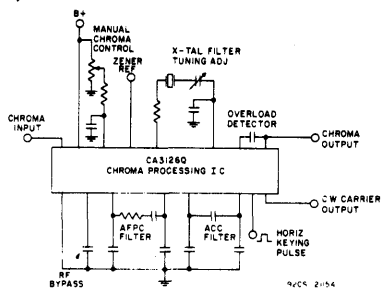 B+
MANUAL
CHROMA
CONTROL
ZENER
REF
X-TAL FILTER
TUNING ADJ
CHROMA
INPUT
OVERLOAD
DETECTOR
CHROMA
OUTPUT
CA3126Q
CHROMA PROCESSING IC
CW CARRIER
OUTPUT
AFPC
FILTER
ACC
FILTER
HORIZ
KEYING
PULSE
RF
BYPASS
92CS-21154